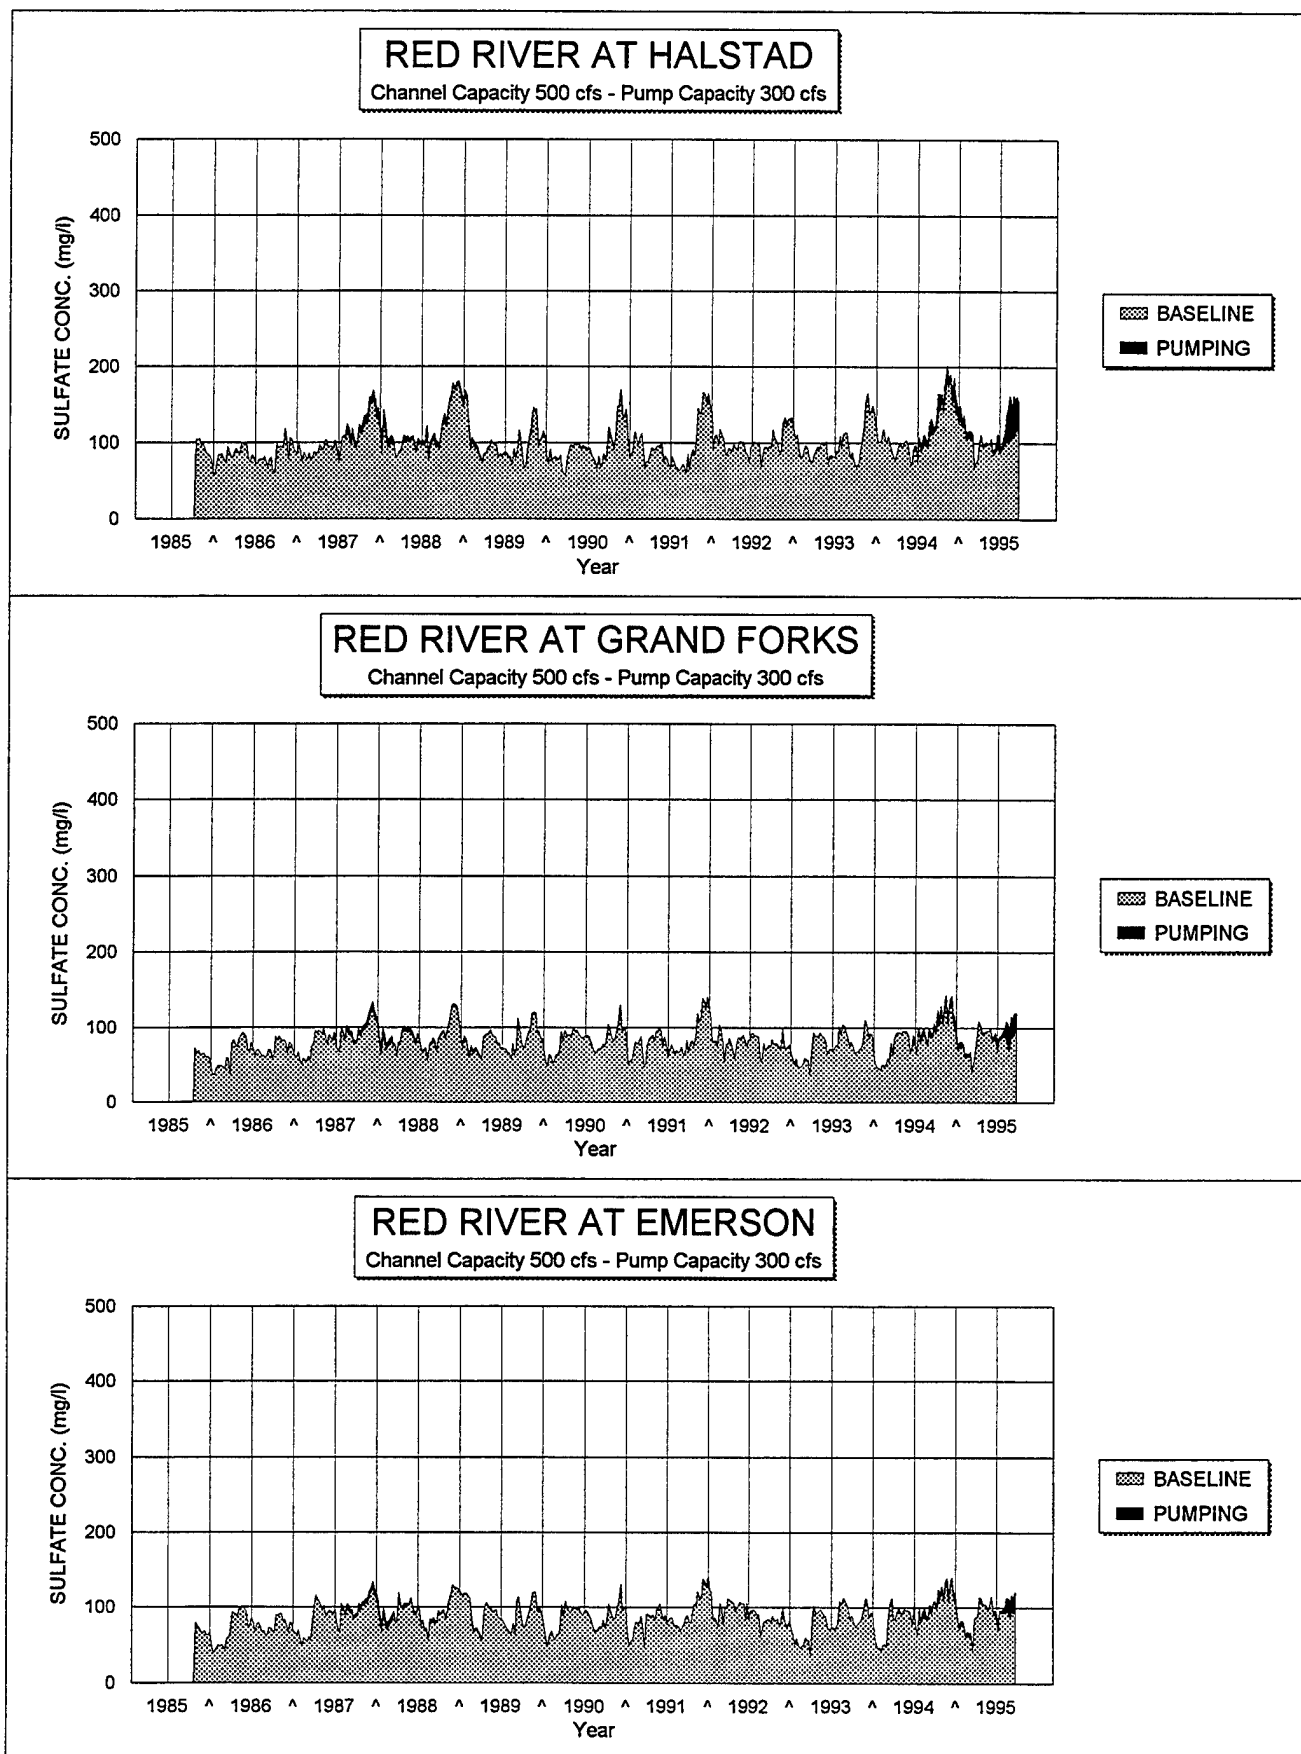 RED RIVER AT HALSTAD
Channel Capacity 500 cfs - Pump Capacity 300 cfs
500
400
300
200
100
0
SULFATE CONC. (mg/l)
1985 ^ 1986 ^ 1987 ^ 1988 ^ 1989 ^ 1990 ^ 1991 ^ 1992 ^ 1993 ^ 1994 ^ 1995
Year
BASELINE
PUMPING
RED RIVER AT GRAND FORKS
Channel Capacity 500 cfs - Pump Capacity 300 cfs
500
400
300
200
100
0
SULFATE CONC. (mg/l)
1985 ^ 1986 ^ 1987 ^ 1988 ^ 1989 ^ 1990 ^ 1991 ^ 1992 ^ 1993 ^ 1994 ^ 1995
Year
BASELINE
PUMPING
RED RIVER AT EMERSON
Channel Capacity 500 cfs - Pump Capacity 300 cfs
500
400
300
200
100
0
SULFATE CONC. (mg/l)
1985 ^ 1986 ^ 1987 ^ 1988 ^ 1989 ^ 1990 ^ 1991 ^ 1992 ^ 1993 ^ 1994 ^ 1995
Year
BASELINE
PUMPING